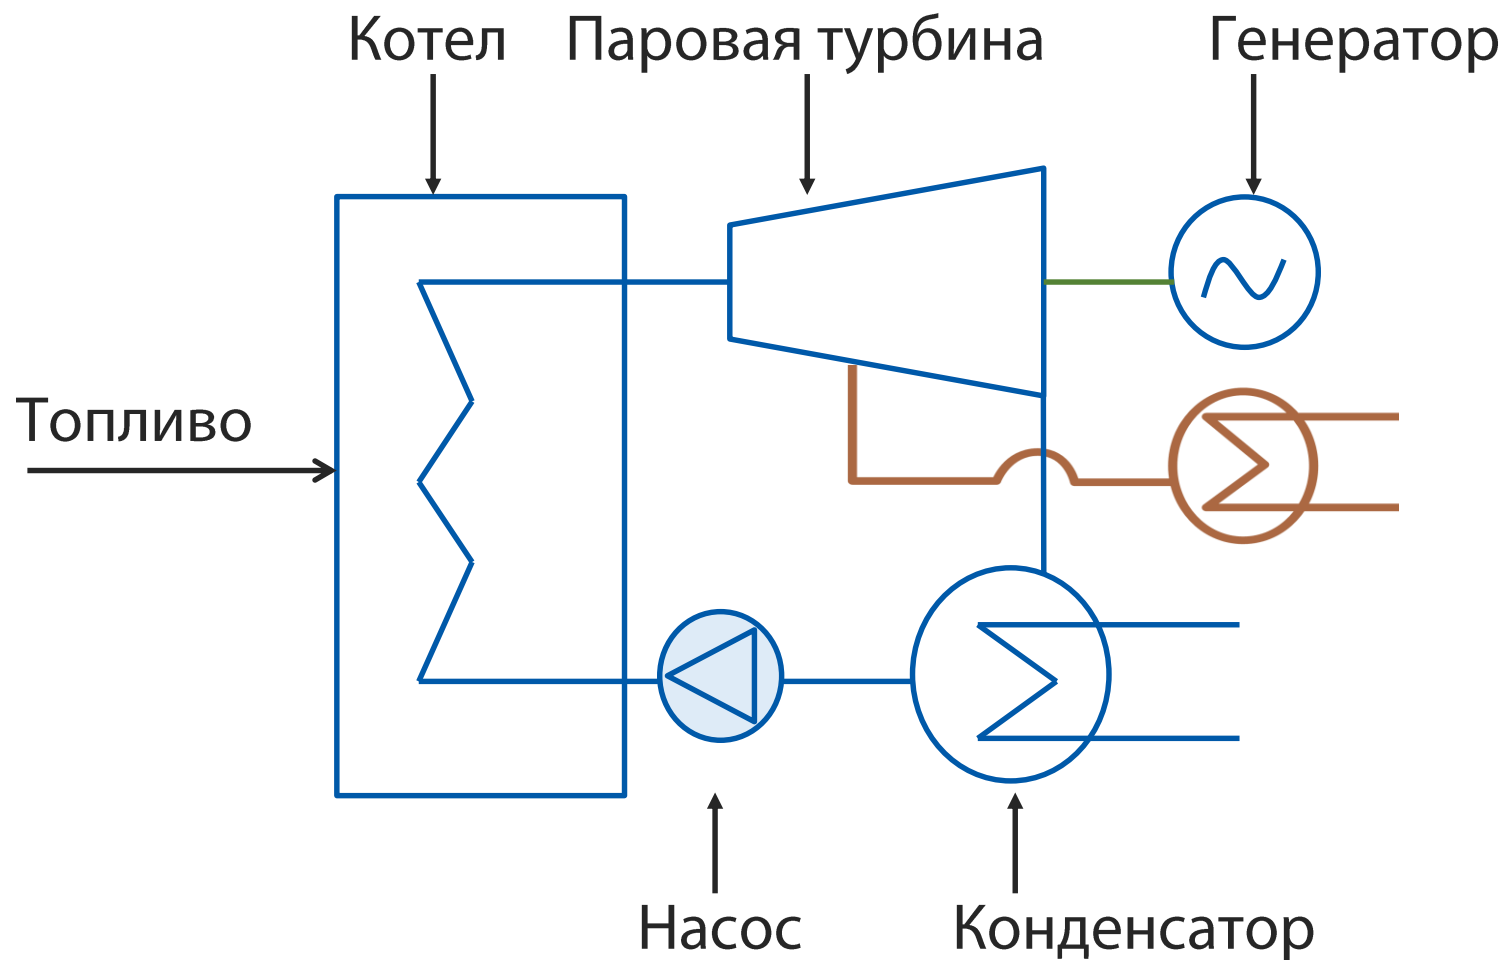 Котел
Паровая турбина
Генератор
Топливо
Насос
Конденсатор